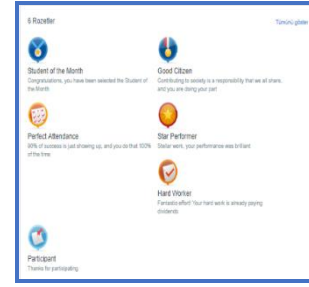 6 Rozetler
Tümünü göster
Student of the Month
Congratulations, you have been selected the Student of
the Month
Good Citizen
Contributing to society is a responsibility that we all share,
and you are doing your part
Perfect Attendance
90% of success is just showing up, and you do that 100%
of the time
Star Performer
Stellar work, your performance was brilliant
Hard Worker
Fantastic effort! Your hard work is already paying
dividends
Participant
Thanks for participating